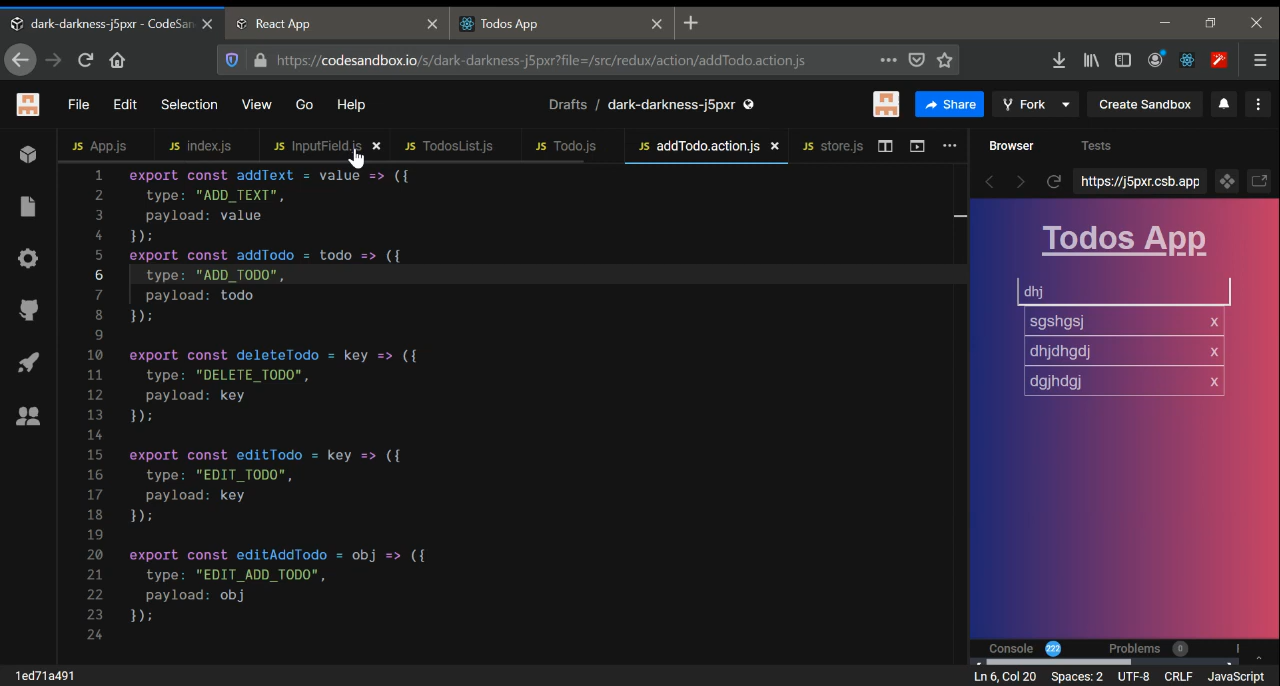 dark-darkness-j5pxr - CodeSan
React App
Todos App
https://codesandbox.io/s/dark-darkness-j5pxr?file=/src/redux/action/addTodo.action.js
File Edit Selection View Go Help
Drafts / dark-darkness-j5pxr
Share Fork Create Sandbox
JS App.js
JS index.js
JS InputField.js
JS TodosList.js
JS Todo.js
JS addTodo.action.js
JS store.js
Browser Tests
https://j5pxr.csb.app
1 export const addText = value => ({
2 type: "ADD_TEXT",
3 payload: value
4 });
5 export const addTodo = todo => ({
6 type: "ADD_TODO",
7 payload: todo
8 });
9
10 export const deleteTodo = key => ({
11 type: "DELETE_TODO",
12 payload: key
13 });
14
15 export const editTodo = key => ({
16 type: "EDIT_TODO",
17 payload: key
18 });
19
20 export const editAddTodo = obj => ({
21 type: "EDIT_ADD_TODO",
22 payload: obj
23 });
24
Todos App
dhj
sgshgsj x
dhjdhgdj x
dgjhdgj x
Console 222 Problems 0
1ed71a491
Ln 6, Col 20 Spaces: 2 UTF-8 CRLF JavaScript